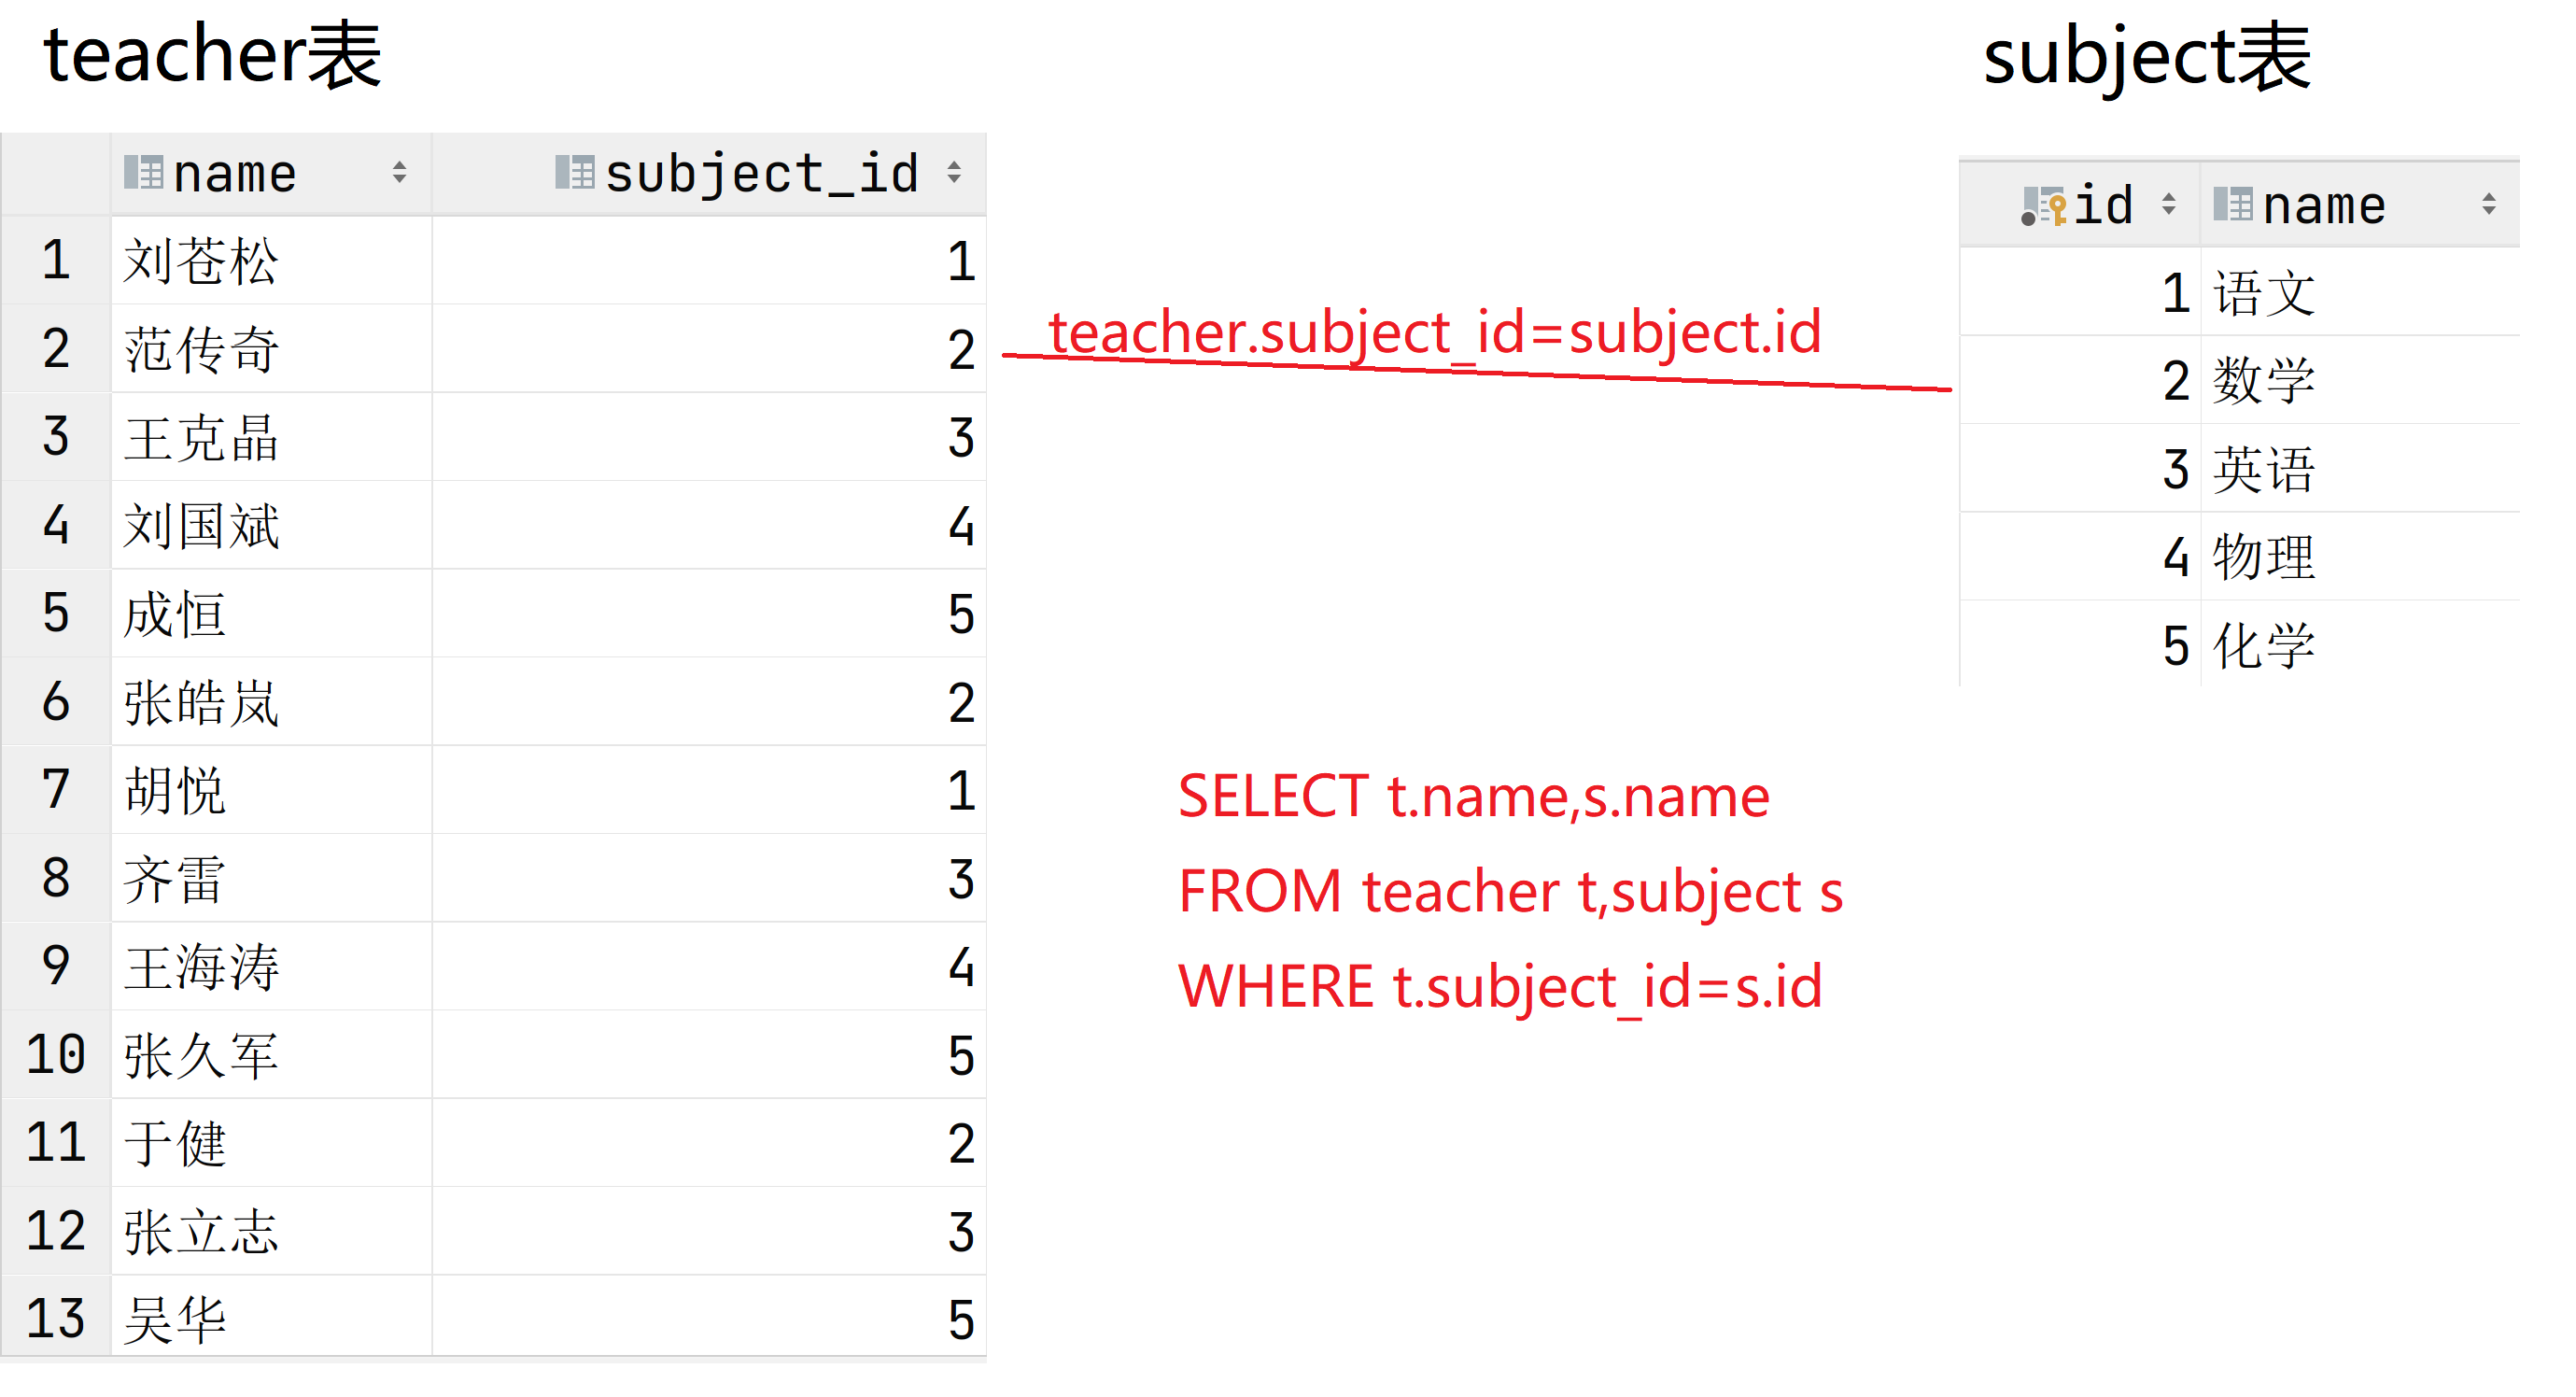 teacher表
name subject_id
1 刘苍松 1
2 范传奇 2
3 王克晶 3
4 刘国斌 4
5 成恒 5
6 张皓岚 2
7 胡悦 1
8 齐雷 3
9 王海涛 4
10 张久军 5
11 于健 2
12 张立志 3
13 吴华 5
teacher.subject_id=subject.id
SELECT t.name,s.name
FROM teacher t,subject s
WHERE t.subject_id=s.id
subject表
id name
1 语文
2 数学
3 英语
4 物理
5 化学